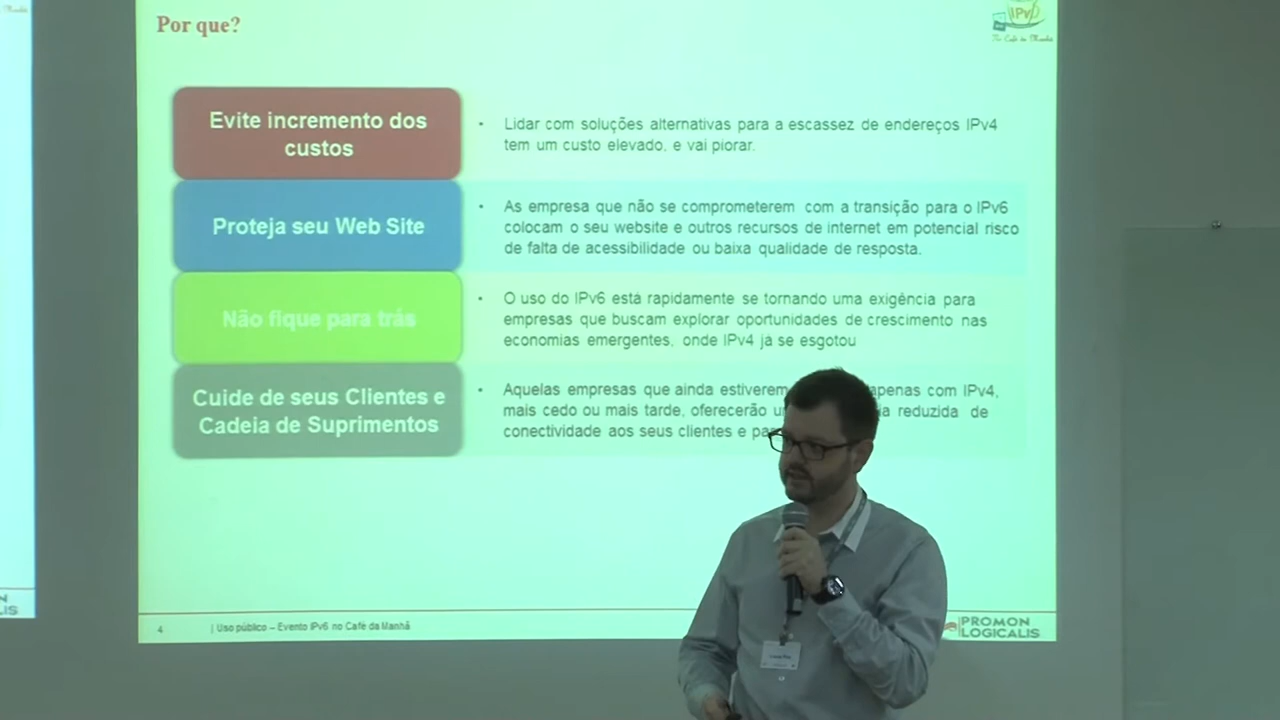 Por que?
IPv6
No Café da Manhã
Evite incremento dos
custos
• Lidar com soluções alternativas para a escassez de endereços IPv4
tem um custo elevado, e vai piorar.
Proteja seu Web Site
• As empresa que não se comprometerem com a transição para o IPv6
colocam o seu website e outros recursos de internet em potencial risco
de falta de acessibilidade ou baixa qualidade de resposta.
Não fique para trás
• O uso do IPv6 está rapidamente se tornando uma exigência para
empresas que buscam explorar oportunidades de crescimento nas
economias emergentes, onde IPv4 já se esgotou
Cuide de seus Clientes e
Cadeia de Suprimentos
• Aquelas empresas que ainda estiverem apenas com IPv4,
mais cedo ou mais tarde, oferecerão reduzida de
conectividade aos seus clientes e
4 | Uso público – Evento IPv6 no Café da Manhã
PROMON
LOGICALIS